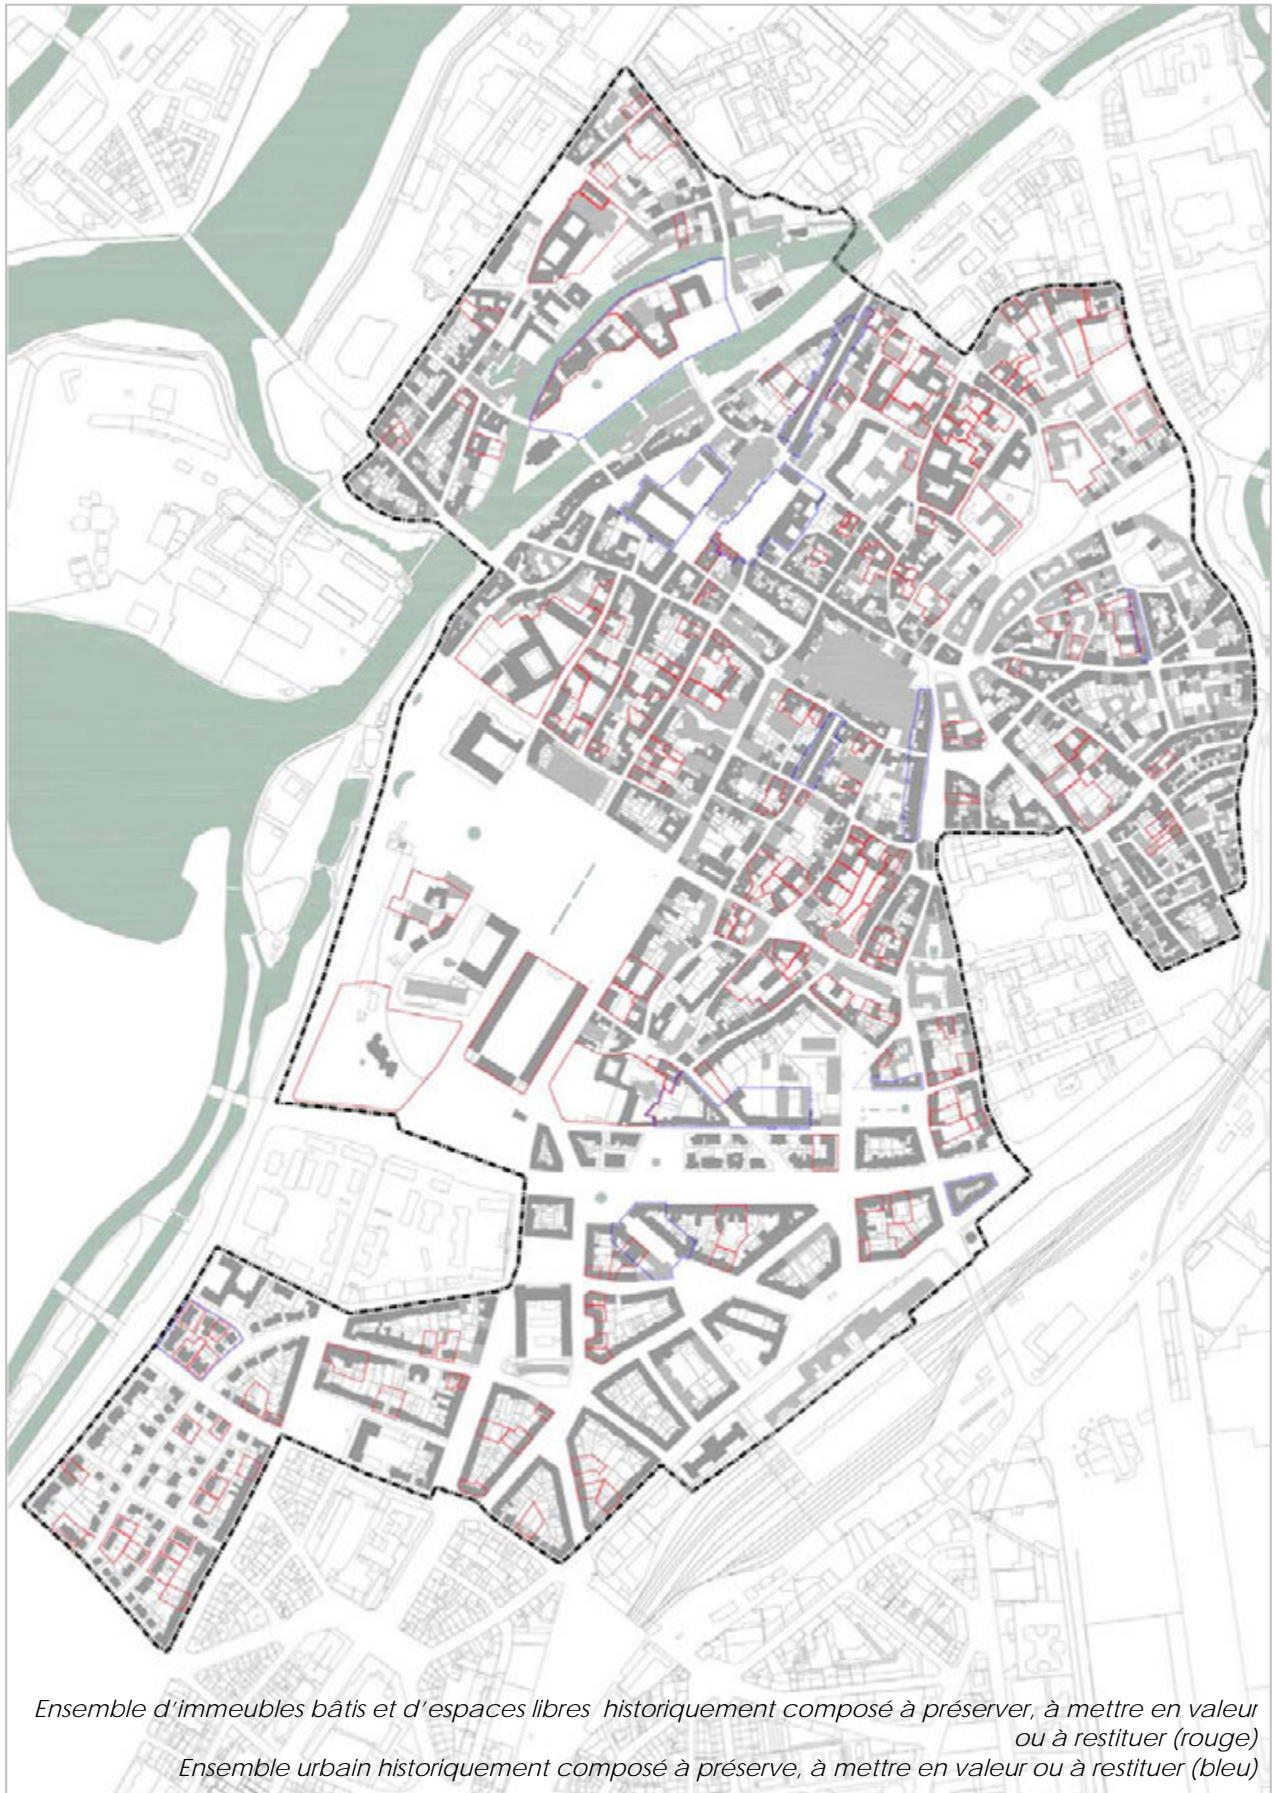 Ensemble d'immeubles bâtis et d'espaces libres historiquement composé à préserver, à mettre en valeur
ou à restituer (rouge)
Ensemble urbain historiquement composé à préserve, à mettre en valeur ou à restituer (bleu)